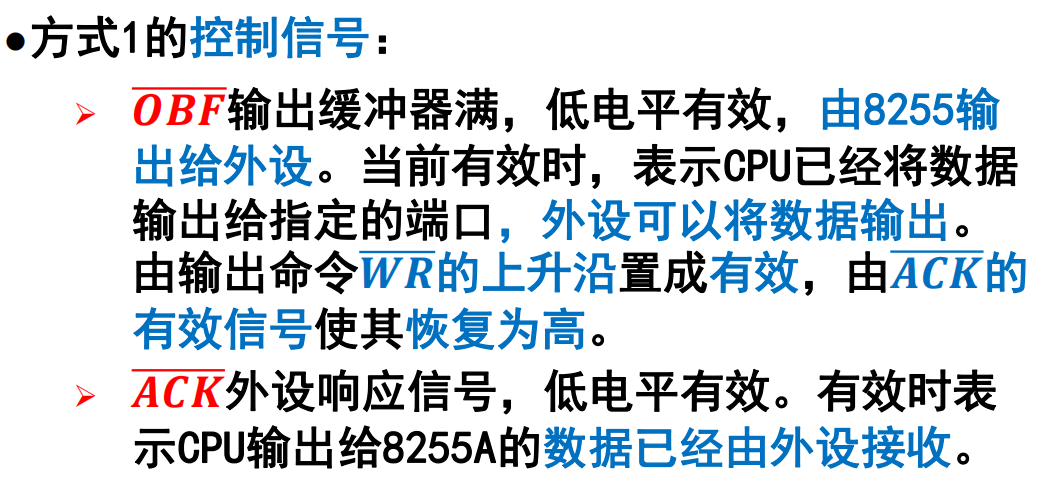 ●方式1的控制信号：
➢ $\overline{OBF}$输出缓冲器满，低电平有效，由8255输
出给外设。当前有效时，表示CPU已经将数据
输出给指定的端口，外设可以将数据输出。
由输出命令$\overline{WR}$的上升沿置成有效，由$\overline{ACK}$的
有效信号使其恢复为高。
➢ $\overline{ACK}$外设响应信号，低电平有效。有效时表
示CPU输出给8255A的数据已经由外设接收。